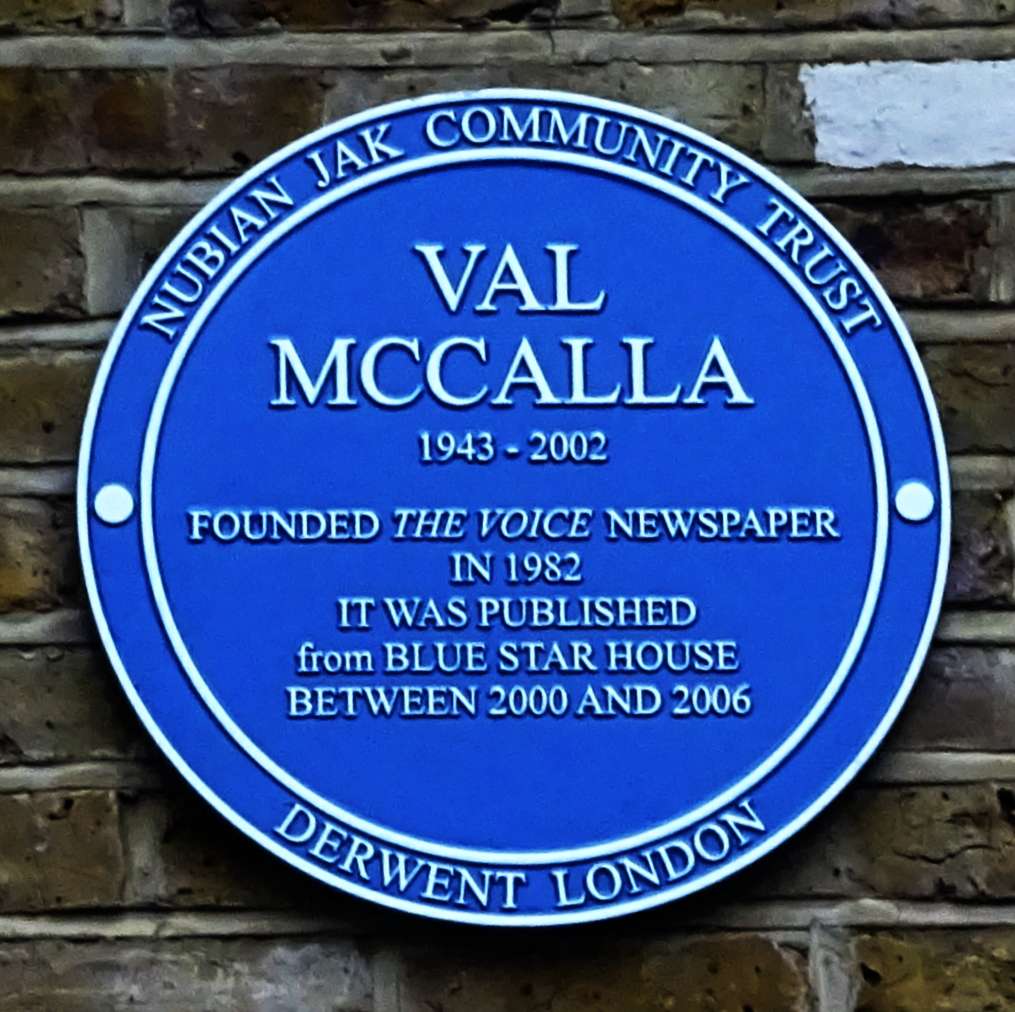 NUBIAN JAK COMMUNITY TRUST
VAL
MCCALLA
1943 - 2002
FOUNDED THE VOICE NEWSPAPER
IN 1982
IT WAS PUBLISHED
from BLUE STAR HOUSE
BETWEEN 2000 AND 2006
DERWENT LONDON